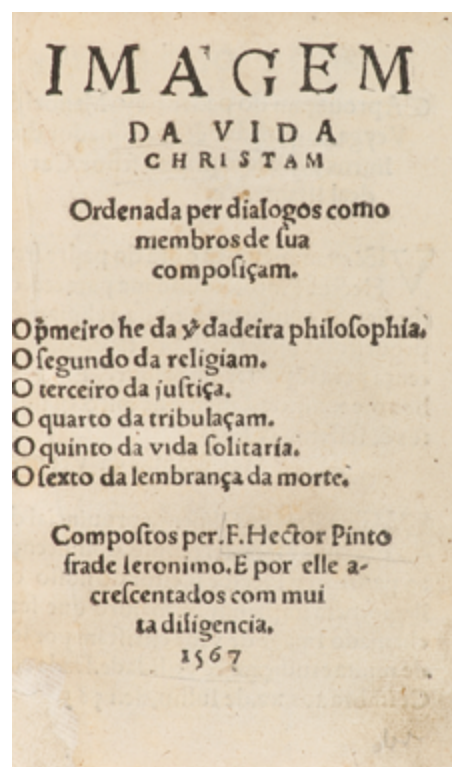 IMAGEM
DA VIDA
CHRISTAM
Ordenada per dialogos como
membros de ſua
compoſiçam.
O p̃meiro he da ꝟdadeira philoſophia.
O ſegundo da religiam.
O terceiro da juſtiça.
O quarto da tribulaçam.
O quinto da vida ſolitaria.
O ſexto da lembrança da morte.
Compoſtos per.F.Hector Pinto
frade Ieronimo.E por elle a-
creſcentados com mui
ta diligencia.
1567